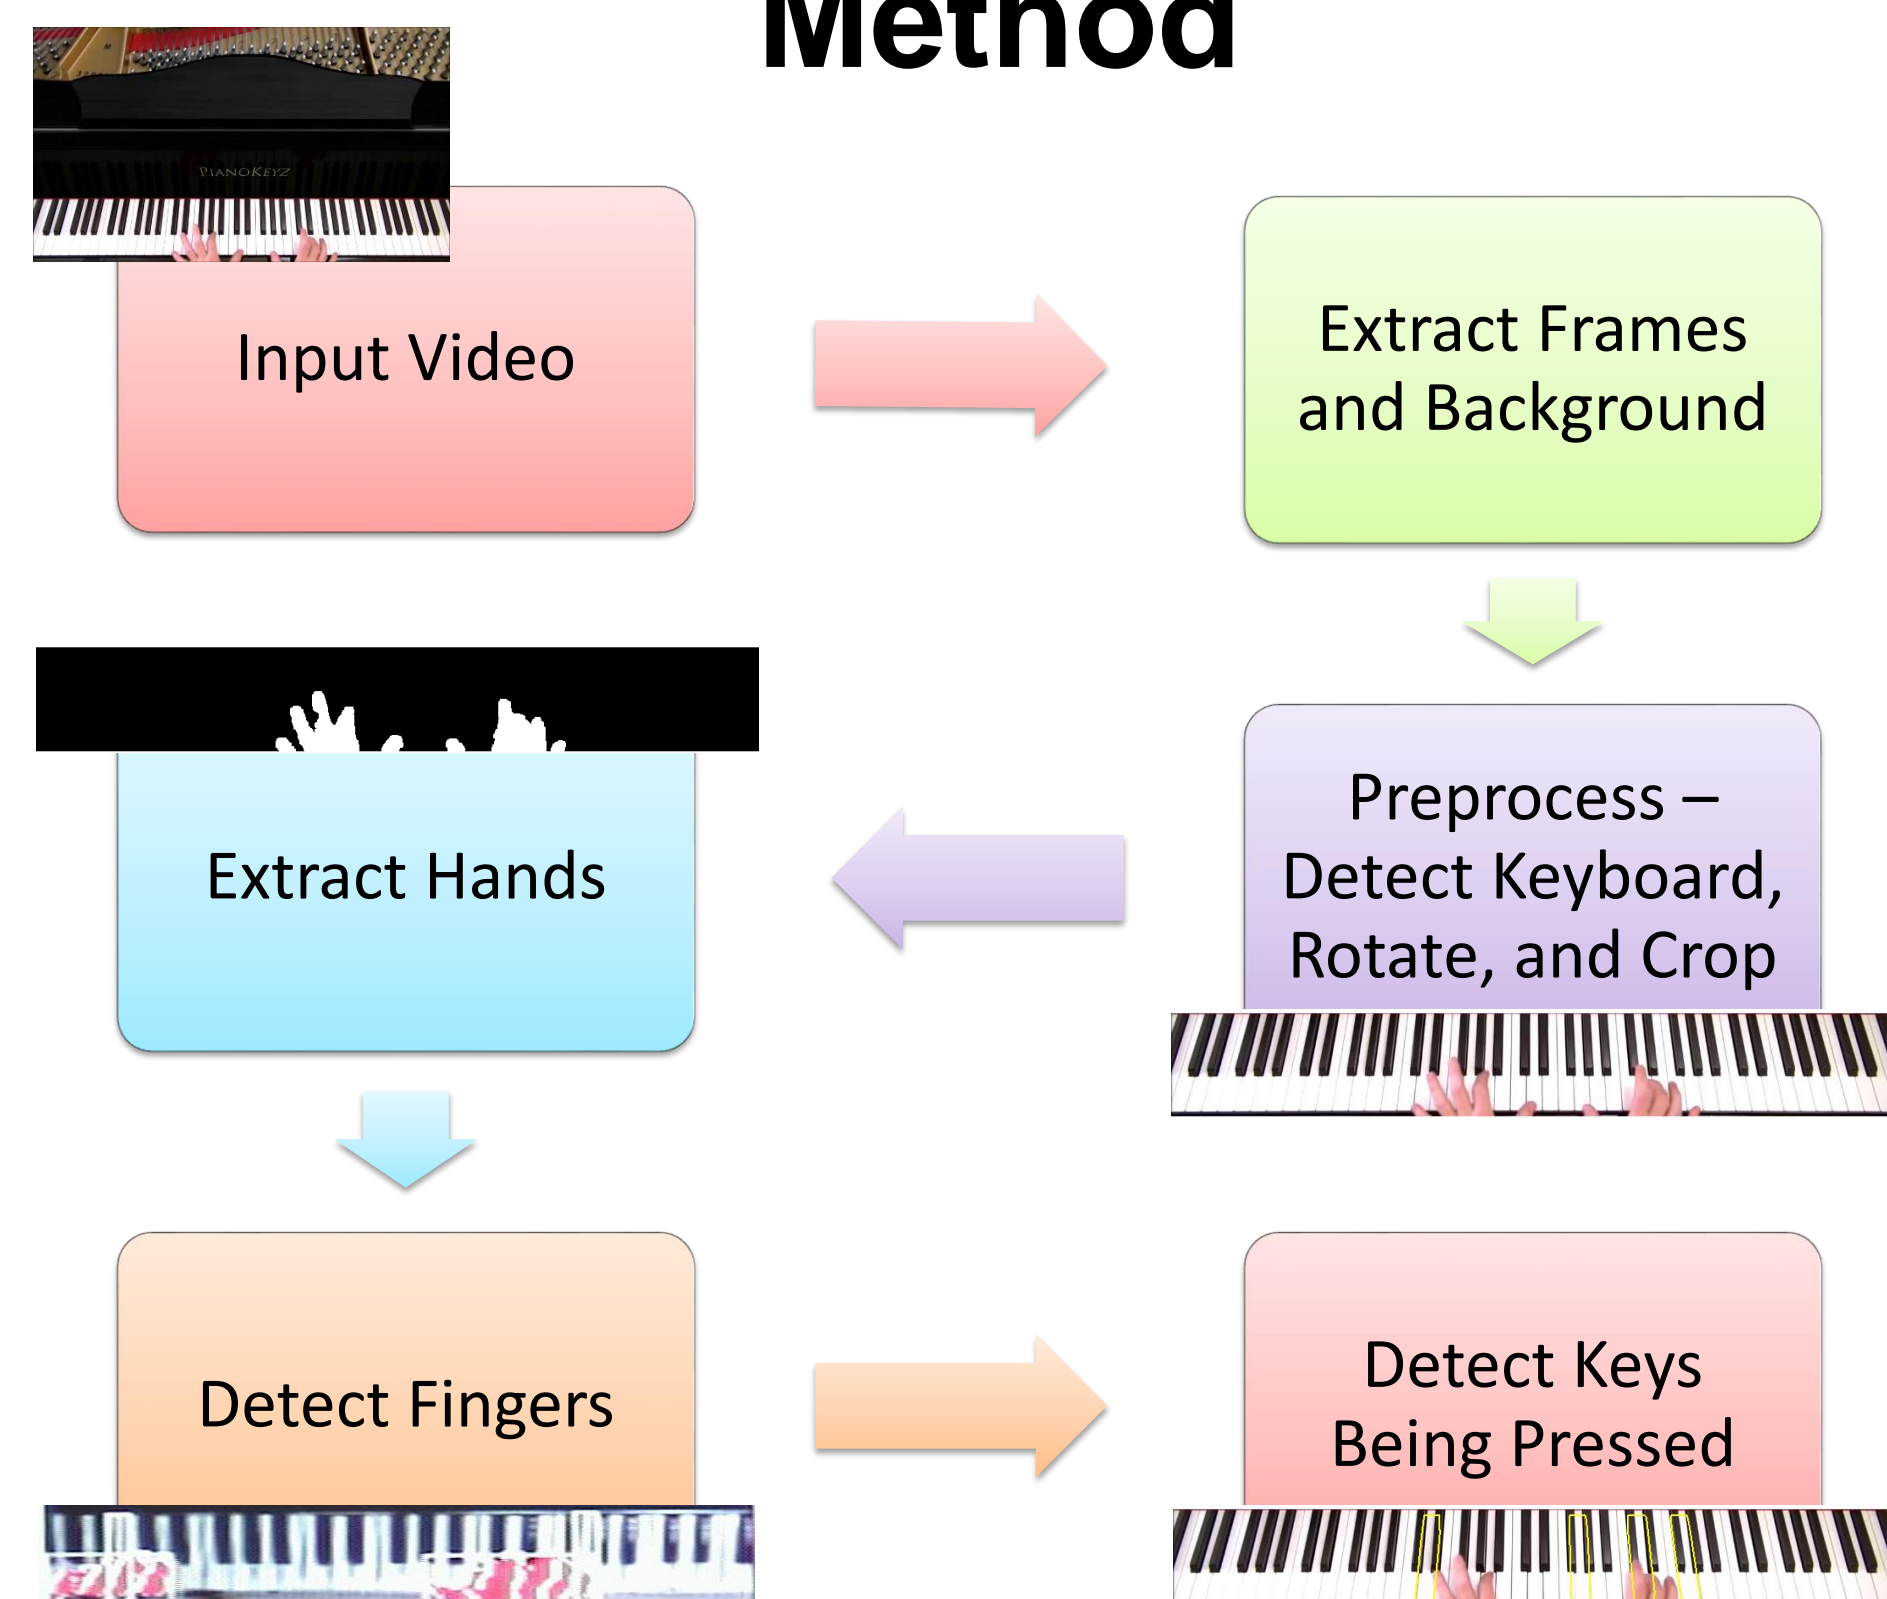 Method
PIANOKEYZ
Input Video
Extract Frames
and Background
Preprocess –
Detect Keyboard,
Rotate, and Crop
Extract Hands
Detect Fingers
Detect Keys
Being Pressed